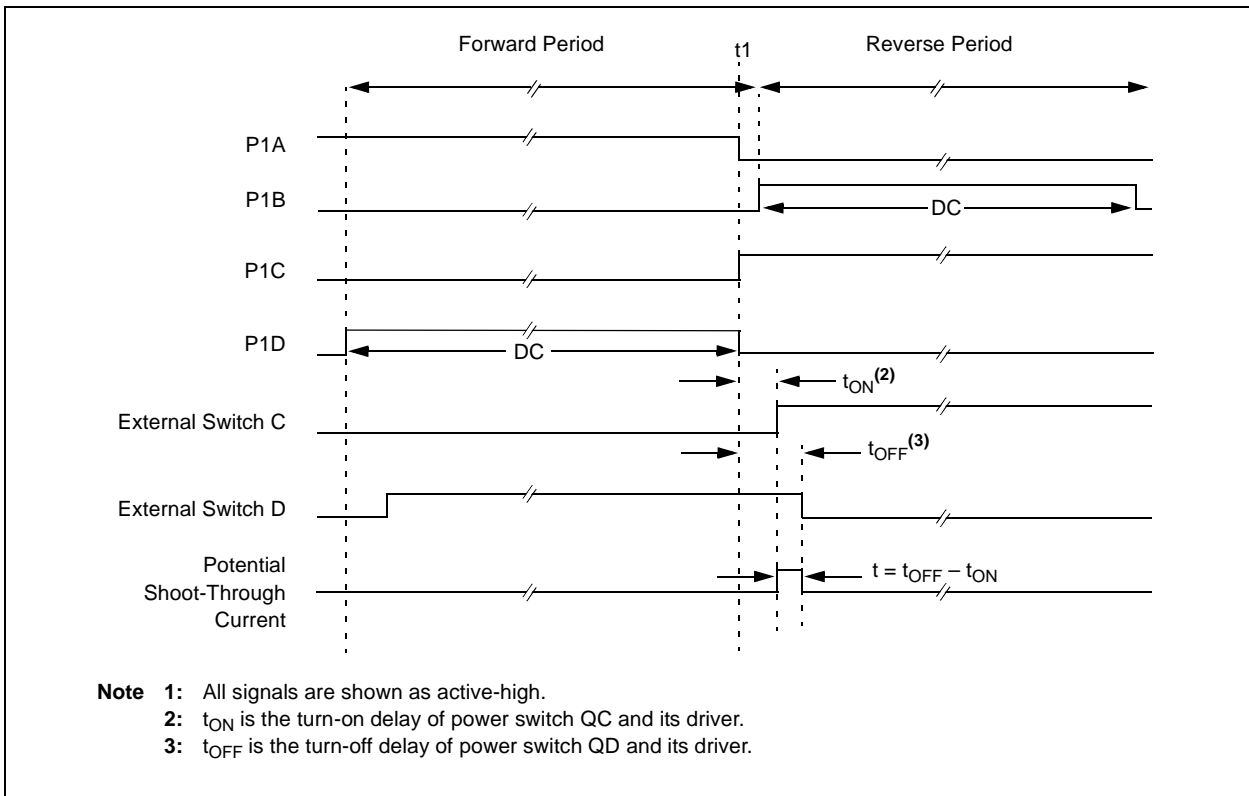 Forward Period
t1
Reverse Period
P1A
P1B
DC
P1C
P1D
DC
tON(2)
External Switch C
tOFF(3)
External Switch D
Potential
Shoot-Through
Current
t = tOFF – tON
Note 1: All signals are shown as active-high.
2: tON is the turn-on delay of power switch QC and its driver.
3: tOFF is the turn-off delay of power switch QD and its driver.